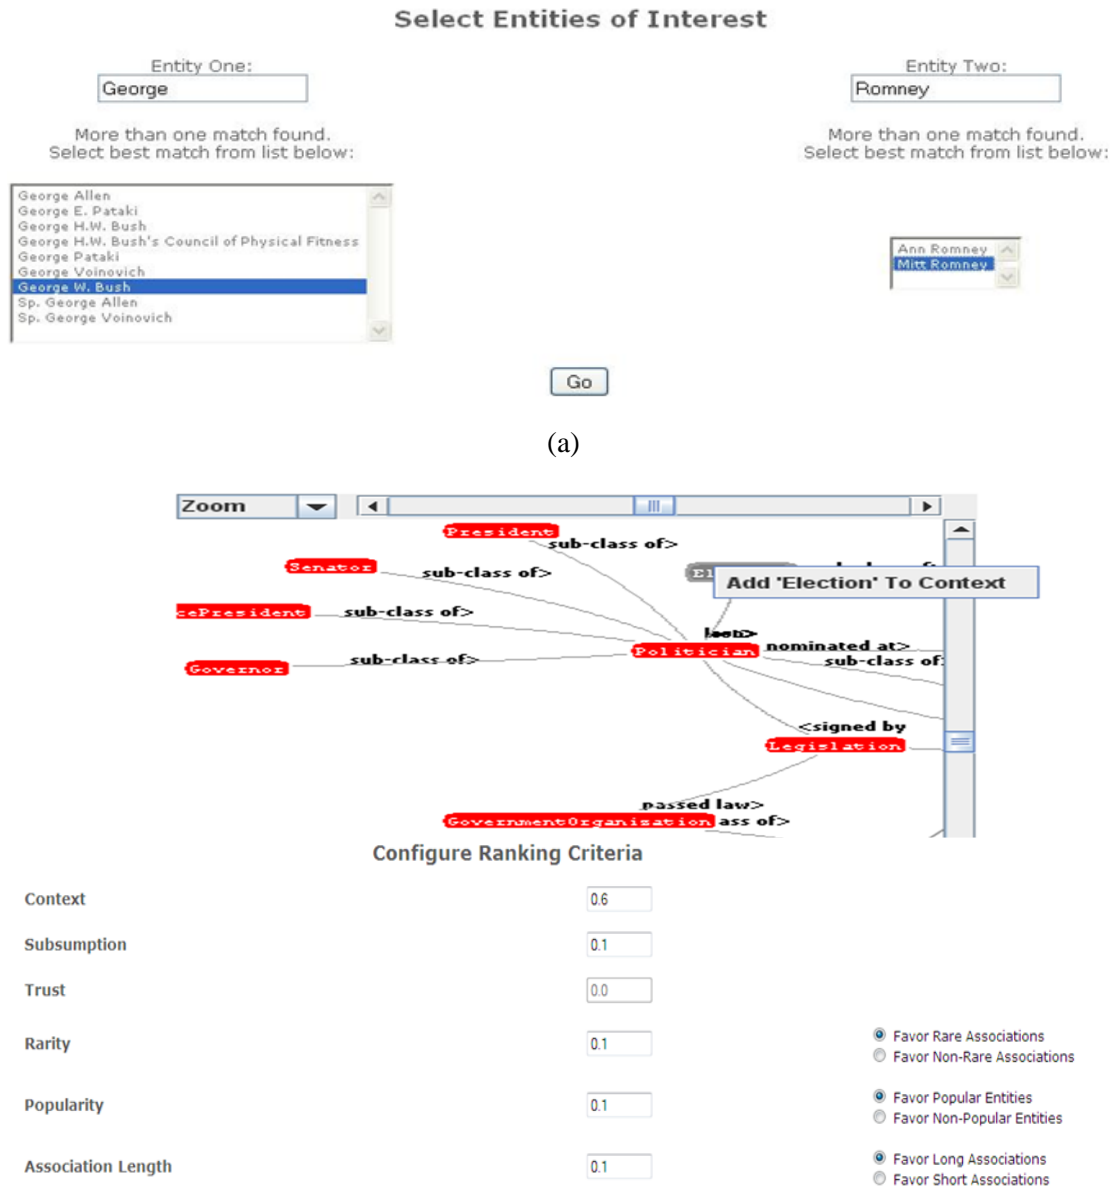 Select Entities of Interest
Entity One:
George
Entity Two:
Romney
More than one match found.
Select best match from list below:
More than one match found.
Select best match from list below:
George Allen
George E. Pataki
George H.W. Bush
George H.W. Bush's Council of Physical Fitness
George Pataki
George Voinovich
George W. Bush
Sp. George Allen
Sp. George Voinovich
Ann Romney
Mitt Romney
Go
(a)
Zoom
President
sub-class of>
Senator
sub-class of>
El
Add 'Election' To Context
cePresident
sub-class of>
Politician
nominated at>
sub-class of
Governor
sub-class of>
<signed by
Legislation
passed law>
GovernmentOrganization
ass of>
Configure Ranking Criteria
Context 0.6
Subsumption 0.1
Trust 0.0
Rarity 0.1
Favor Rare Associations
Favor Non-Rare Associations
Popularity 0.1
Favor Popular Entities
Favor Non-Popular Entities
Association Length 0.1
Favor Long Associations
Favor Short Associations